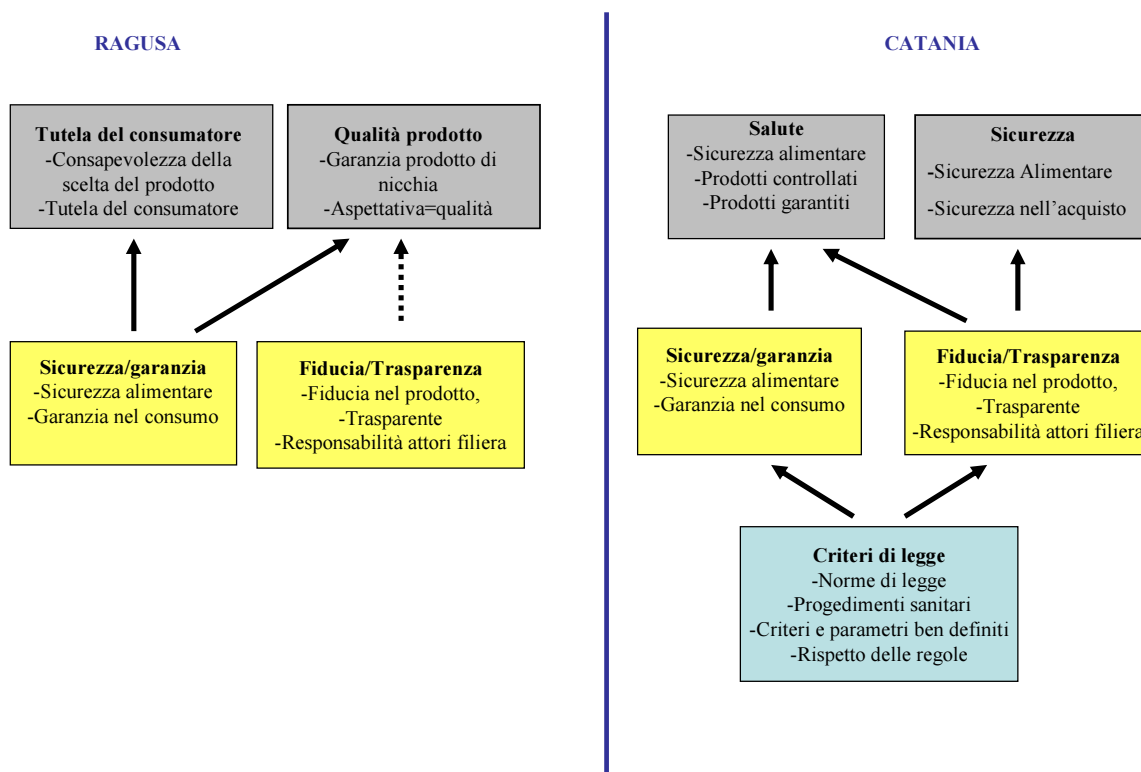 RAGUSA
Tutela del consumatore
-Consapevolezza della
scelta del prodotto
-Tutela del consumatore
Qualità prodotto
-Garanzia prodotto di
nicchia
-Aspettativa=qualità
Sicurezza/garanzia
-Sicurezza alimentare
-Garanzia nel consumo
Fiducia/Trasparenza
-Fiducia nel prodotto,
-Trasparente
-Responsabilità attori filiera
CATANIA
Salute
-Sicurezza alimentare
-Prodotti controllati
-Prodotti garantiti
Sicurezza
-Sicurezza Alimentare
-Sicurezza nell’acquisto
Sicurezza/garanzia
-Sicurezza alimentare
-Garanzia nel consumo
Fiducia/Trasparenza
-Fiducia nel prodotto,
-Trasparente
-Responsabilità attori filiera
Criteri di legge
-Norme di legge
-Progedimenti sanitari
-Criteri e parametri ben definiti
-Rispetto delle regole